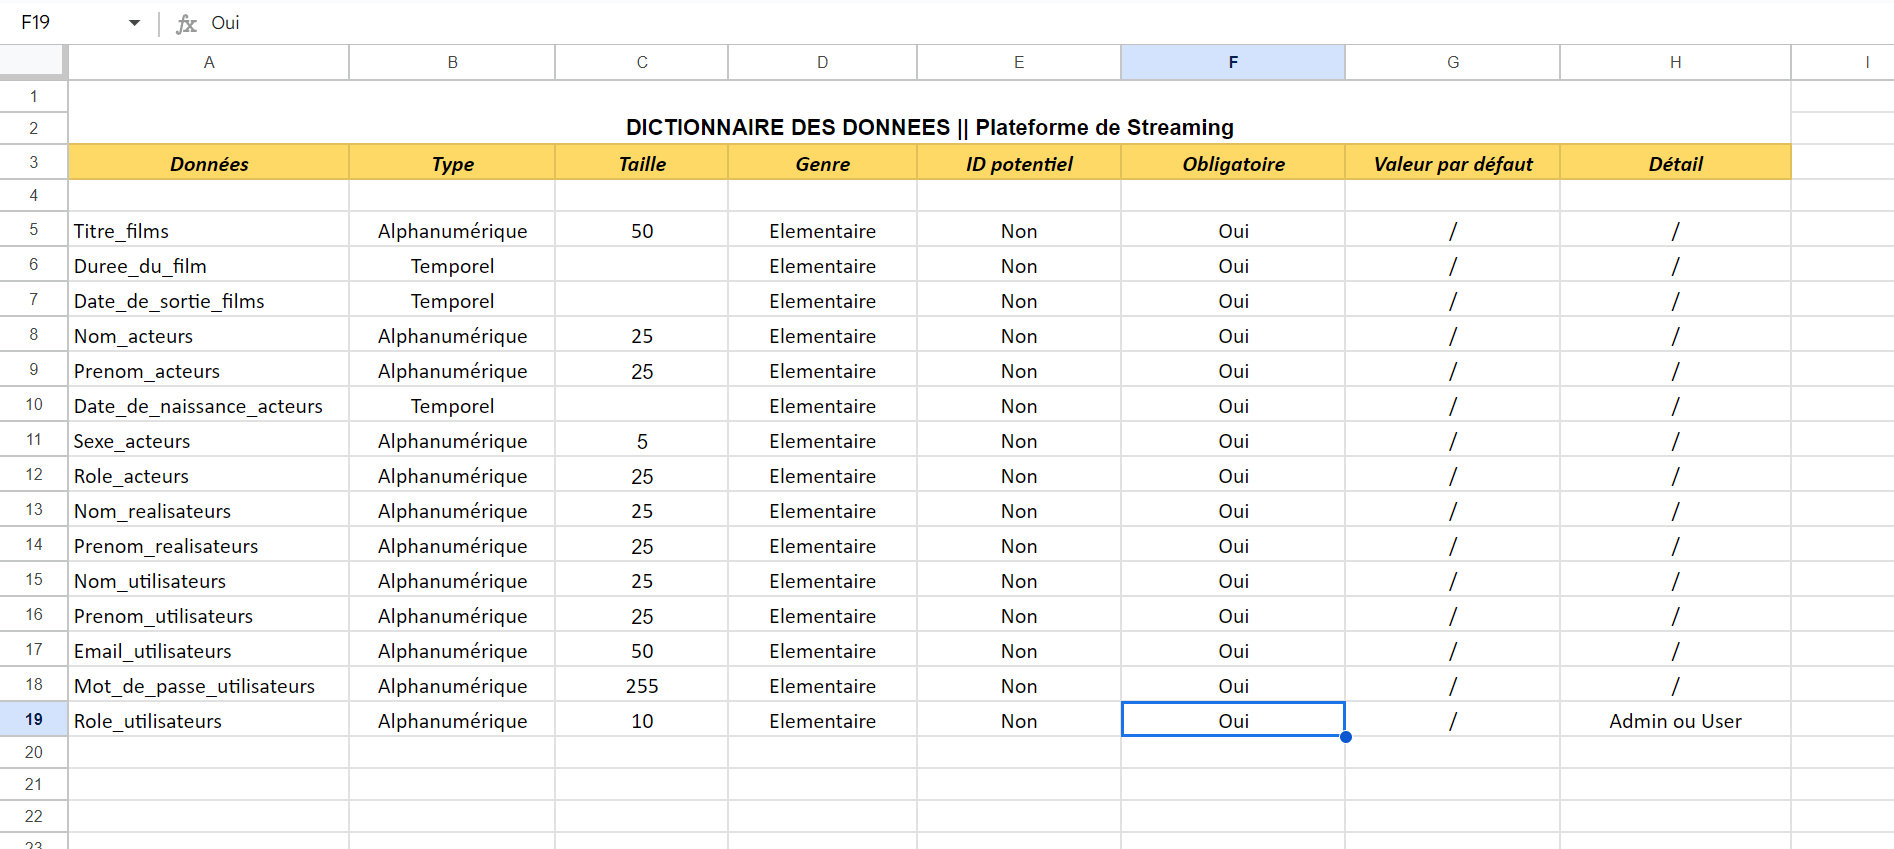 F19 fx Oui
A B C D E F G H I
1
2 DICTIONNAIRE DES DONNEES || Plateforme de Streaming
3 Données Type Taille Genre ID potentiel Obligatoire Valeur par défaut Détail
4
5 Titre_films Alphanumérique 50 Elementaire Non Oui / /
6 Duree_du_film Temporel Elementaire Non Oui / /
7 Date_de_sortie_films Temporel Elementaire Non Oui / /
8 Nom_acteurs Alphanumérique 25 Elementaire Non Oui / /
9 Prenom_acteurs Alphanumérique 25 Elementaire Non Oui / /
10 Date_de_naissance_acteurs Temporel Elementaire Non Oui / /
11 Sexe_acteurs Alphanumérique 5 Elementaire Non Oui / /
12 Role_acteurs Alphanumérique 25 Elementaire Non Oui / /
13 Nom_realisateurs Alphanumérique 25 Elementaire Non Oui / /
14 Prenom_realisateurs Alphanumérique 25 Elementaire Non Oui / /
15 Nom_utilisateurs Alphanumérique 25 Elementaire Non Oui / /
16 Prenom_utilisateurs Alphanumérique 25 Elementaire Non Oui / /
17 Email_utilisateurs Alphanumérique 50 Elementaire Non Oui / /
18 Mot_de_passe_utilisateurs Alphanumérique 255 Elementaire Non Oui / /
19 Role_utilisateurs Alphanumérique 10 Elementaire Non Oui / Admin ou User
20
21
22
23